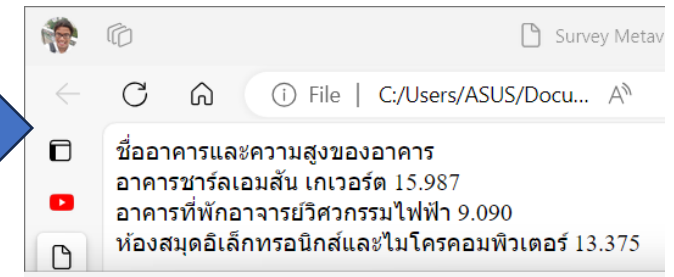 Survey Metav
File | C:/Users/ASUS/Docu... A
ชื่ออาคารและความสูงของอาคาร
อาคารชาร์ลเอมสัน เกเวอร์ต 15.987
อาคารที่พักอาจารย์วิศวกรรมไฟฟ้า 9.090
ห้องสมุดอิเล็กทรอนิกส์และไมโครคอมพิวเตอร์ 13.375